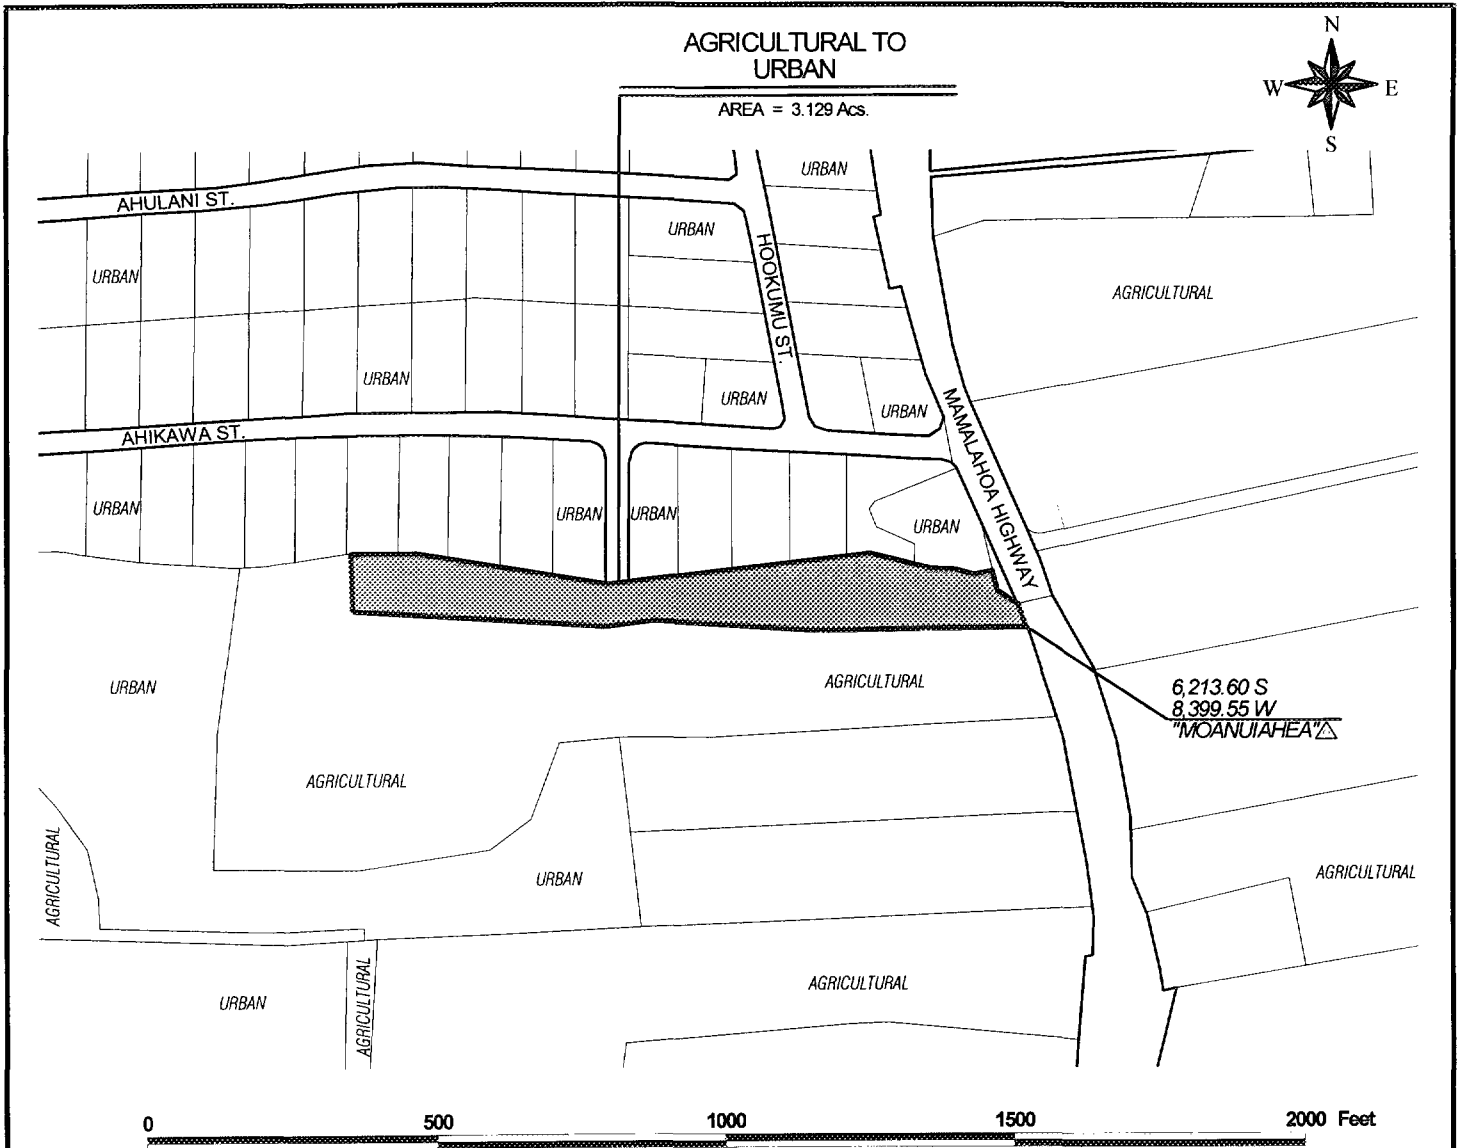 AGRICULTURAL TO
URBAN
AREA = 3.129 Acs.
N
W
E
S
URBAN
AHULANI ST.
URBAN
URBAN
HOOKUMU ST.
AGRICULTURAL
URBAN
URBAN
URBAN
MAMALAHOA HIGHWAY
AHIKAWA ST.
URBAN
URBAN
URBAN
URBAN
URBAN
AGRICULTURAL
6,213.60 S
8,399.55 W
"MOANUIAHEA"
AGRICULTURAL
AGRICULTURAL
URBAN
AGRICULTURAL
URBAN
AGRICULTURAL
AGRICULTURAL
0 500 1000 1500 2000 Feet